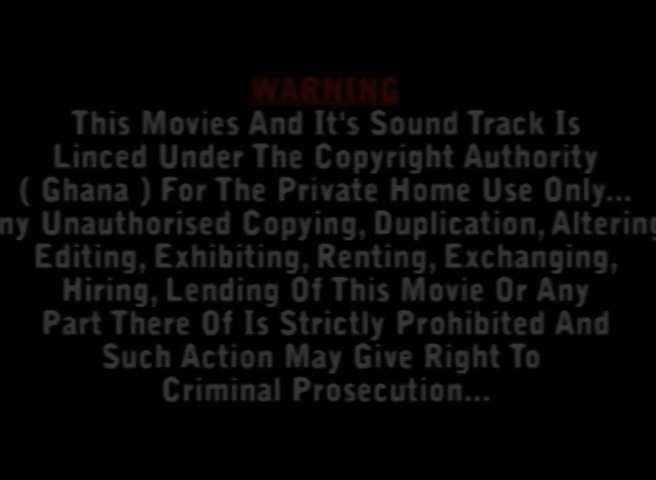 WARNING
This Movies And It's Sound Track Is
Linced Under The Copyright Authority
( Ghana ) For The Private Home Use Only...
ny Unauthorised Copying, Duplication, Altering
Editing, Exhibiting, Renting, Exchanging,
Hiring, Lending Of This Movie Or Any
Part There Of Is Strictly Prohibited And
Such Action May Give Right To
Criminal Prosecution...